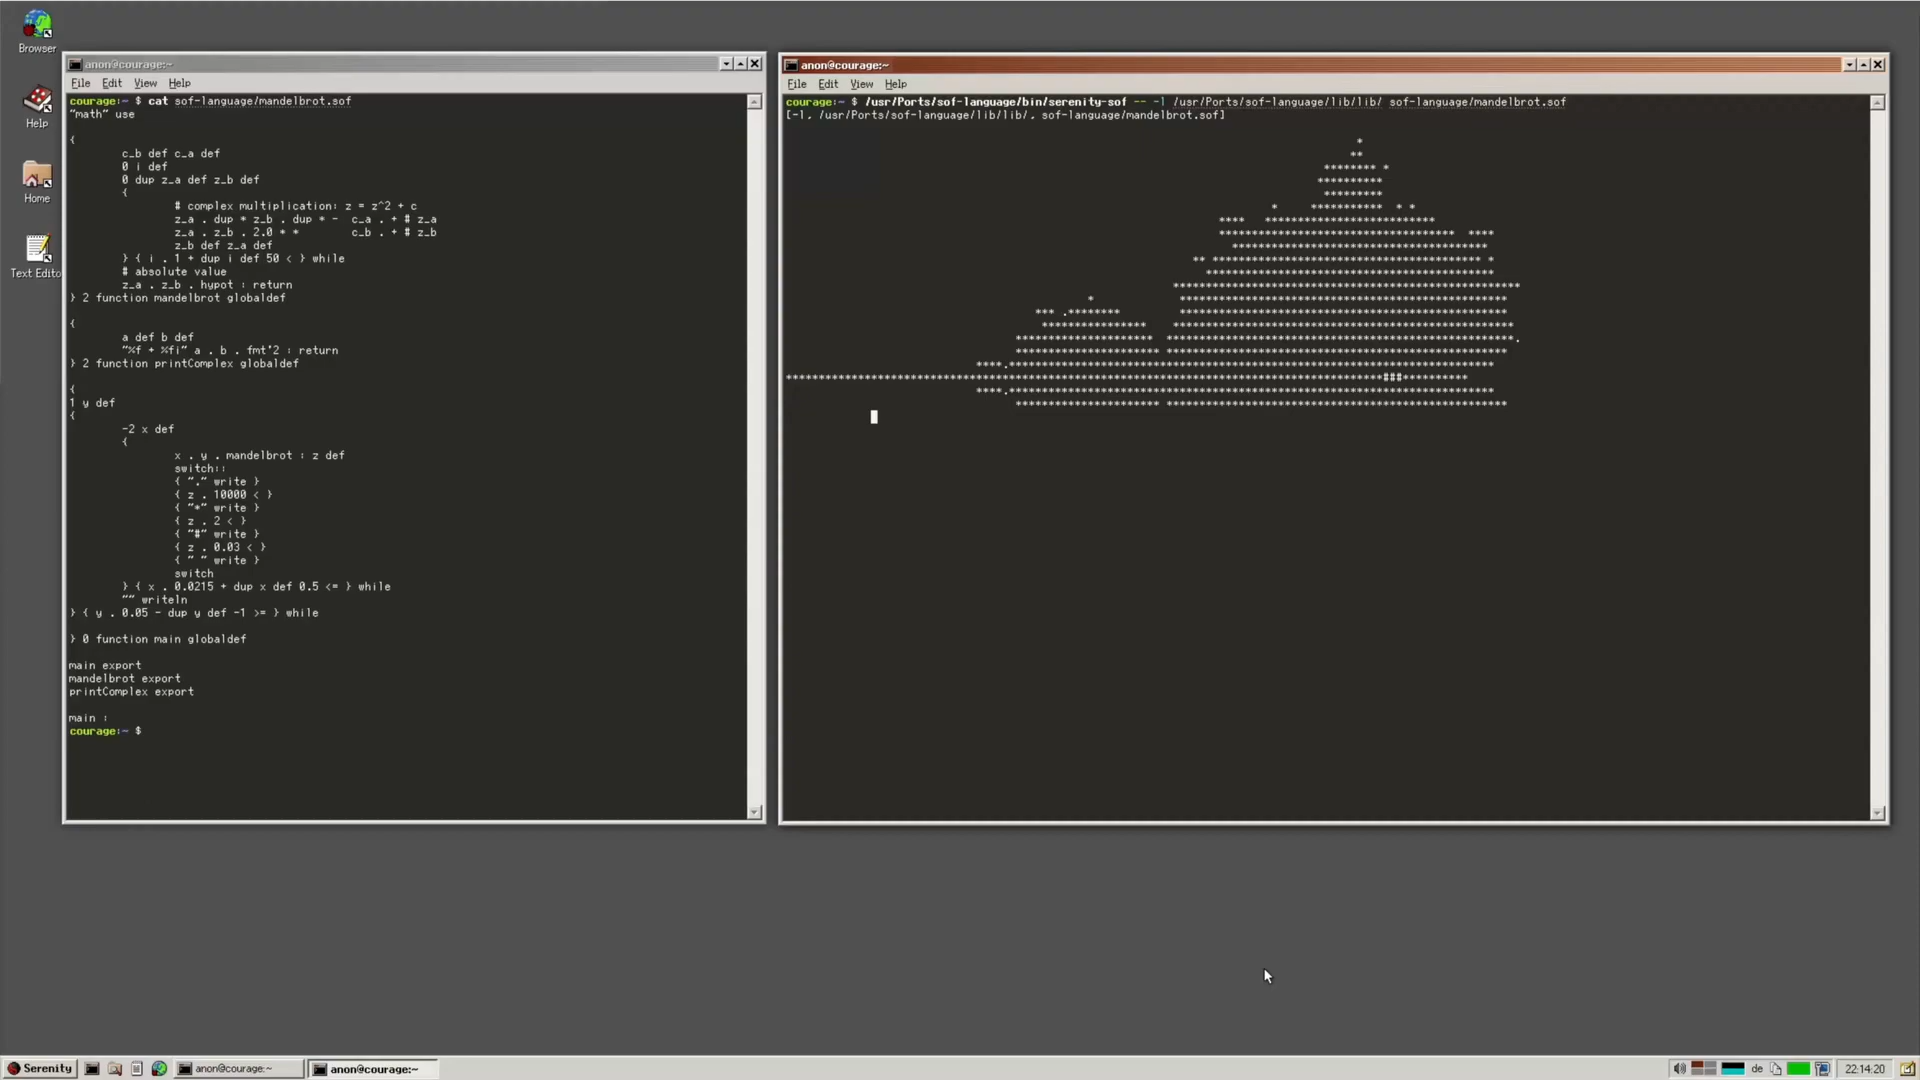 Browser
Help
Home
Text Edito
anon@courage:~
File Edit View Help
courage:~ $ cat sof-language/mandelbrot.sof
"math" use
{
c_b def c_a def
0 i def
0 dup z_a def z_b def
{
# complex multiplication: z = z^2 + c
z_a . dup * z_b . dup * - c_a . + # z_a
z_a . z_b . 2.0 * * c_b . + # z_b
z_b def z_a def
} { i . 1 + dup i def 50 < } while
# absolute value
z_a . z_b . hypot : return
} 2 function mandelbrot globaldef
{
a def b def
"%f + %fi" a . b . fmt'2 : return
} 2 function printComplex globaldef
{
1 y def
{
-2 x def
{
x . y . mandelbrot : z def
switch::
{ "." write }
{ z . 10000 < }
{ "*" write }
{ z . 2 < }
{ "#" write }
{ z . 0.03 < }
{ " " write }
switch
} { x . 0.0215 + dup x def 0.5 <= } while
"" writeln
} { y . 0.05 - dup y def -1 >= } while
} 0 function main globaldef
main export
mandelbrot export
printComplex export
main :
courage:~ $
anon@courage:~
File Edit View Help
courage:~ $ /usr/Ports/sof-language/bin/serenity-sof -- -l /usr/Ports/sof-language/lib/lib/ sof-language/mandelbrot.sof
[-l, /usr/Ports/sof-language/lib/lib/, sof-language/mandelbrot.sof]
Serenity
anon@courage:~
anon@courage:~
de
22:14:20